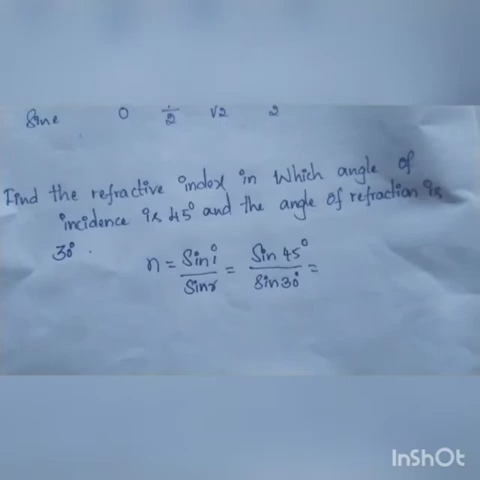 Sine 0 1/2 √2 2
Find the refractive index in which angle of
incidence is 45° and the angle of refraction is
30°.
n = Sin i / Sin r = Sin 45° / Sin 30° =
InShOt